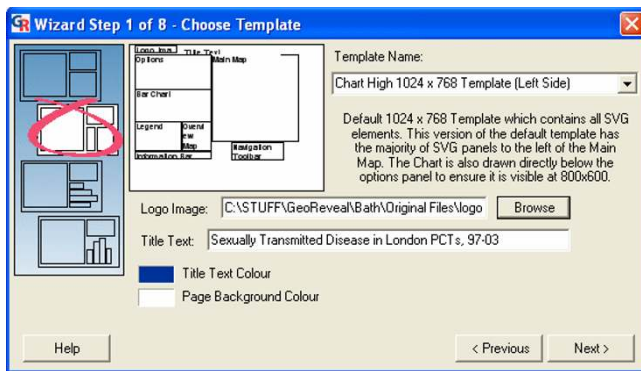 GR Wizard Step 1 of 8 - Choose Template
Logo Ima
Title Text
Options
Main Map
Bar Chart
Legend
Overvi
ew
Map
Information Bar
Navigation
Toolbar
Template Name:
Chart High 1024 x 768 Template (Left Side)
Default 1024 x 768 Template which contains all SVG
elements. This version of the default template has
the majority of SVG panels to the left of the Main
Map. The Chart is also drawn directly below the
options panel to ensure it is visible at 800x600.
Logo Image: C:\STUFF\GeoReveal\Bath\Original Files\logo Browse
Title Text: Sexually Transmitted Disease in London PCTs, 97-03
Title Text Colour
Page Background Colour
Help < Previous Next >